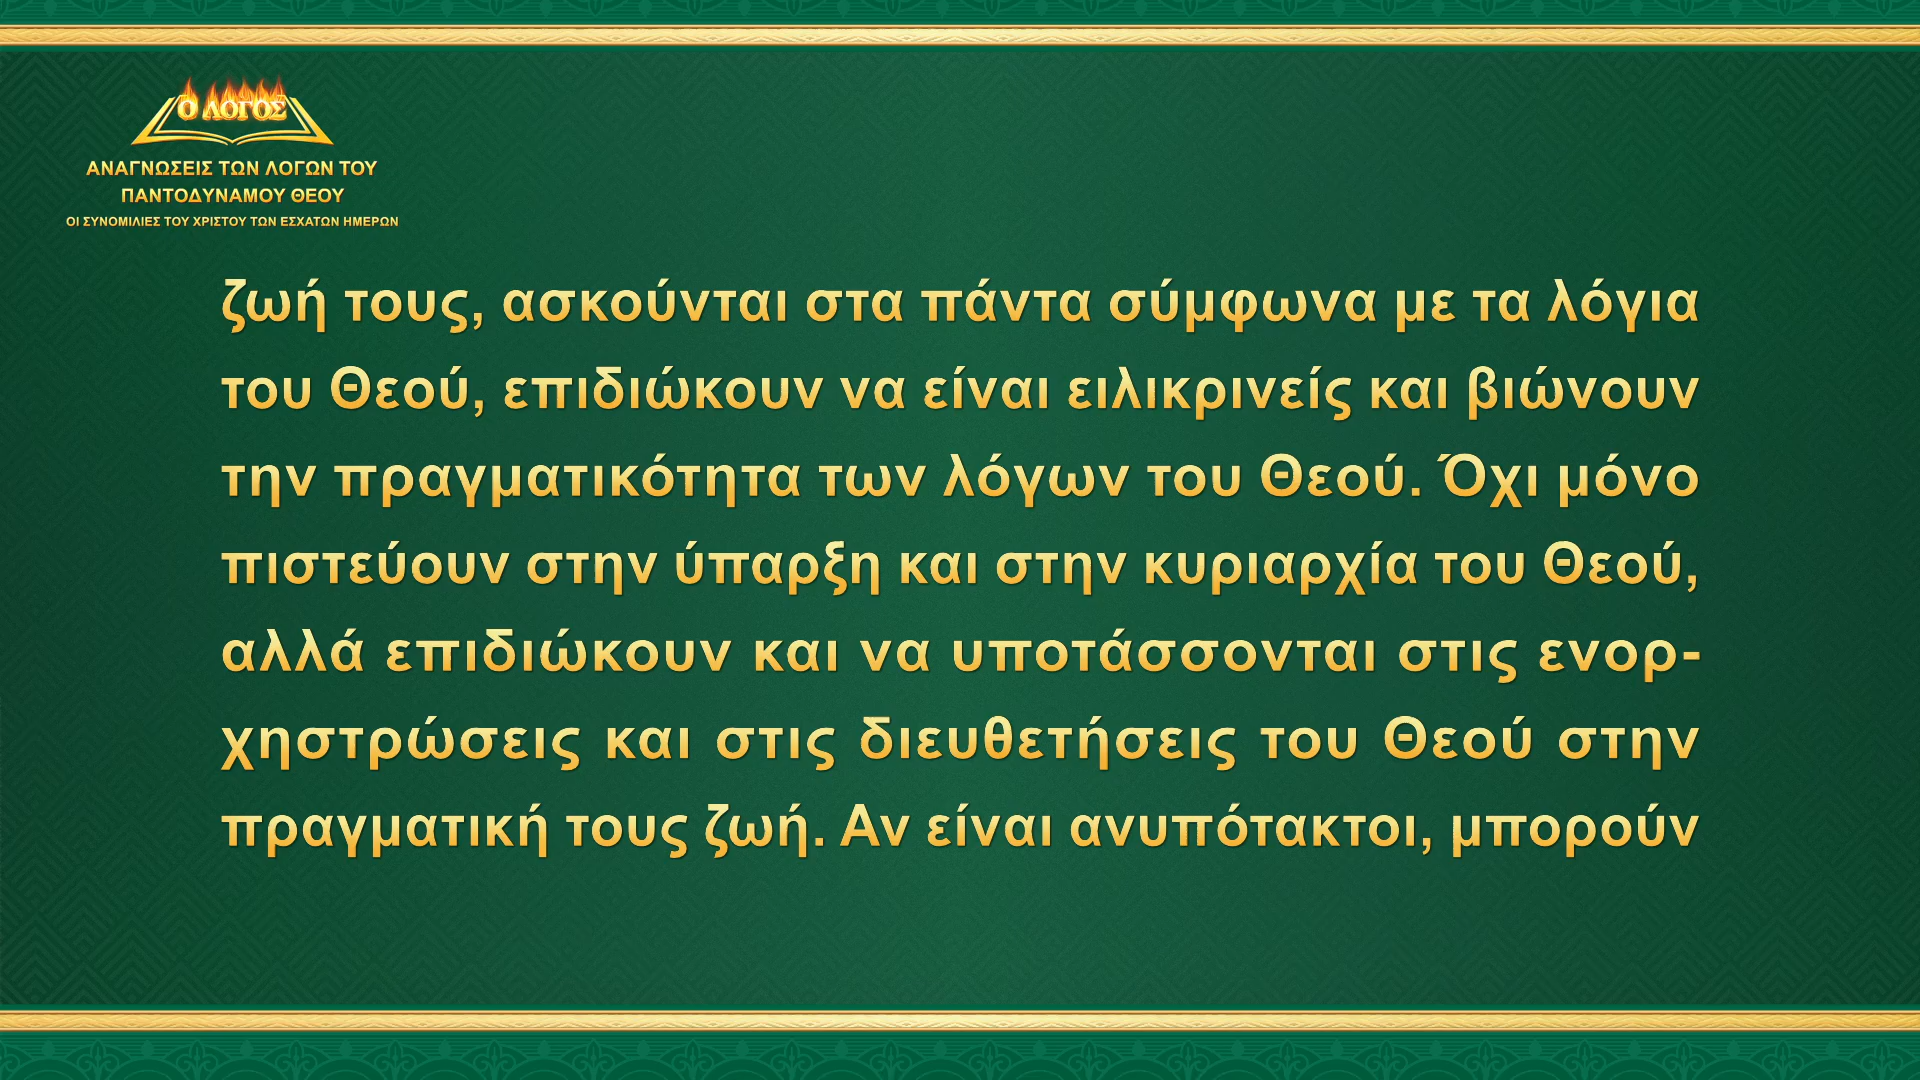 Ο ΛΟΓΟΣ
ΑΝΑΓΝΩΣΕΙΣ ΤΩΝ ΛΟΓΩΝ ΤΟΥ
ΠΑΝΤΟΔΥΝΑΜΟΥ ΘΕΟΥ
ΟΙ ΣΥΝΟΜΙΛΙΕΣ ΤΟΥ ΧΡΙΣΤΟΥ ΤΩΝ ΕΣΧΑΤΩΝ ΗΜΕΡΩΝ
ζωή τους, ασκούνται στα πάντα σύμφωνα με τα λόγια
του Θεού, επιδιώκουν να είναι ειλικρινείς και βιώνουν
την πραγματικότητα των λόγων του Θεού. Όχι μόνο
πιστεύουν στην ύπαρξη και στην κυριαρχία του Θεού,
αλλά επιδιώκουν και να υποτάσσονται στις ενορ-
χηστρώσεις και στις διευθετήσεις του Θεού στην
πραγματική τους ζωή. Αν είναι ανυπότακτοι, μπορούν